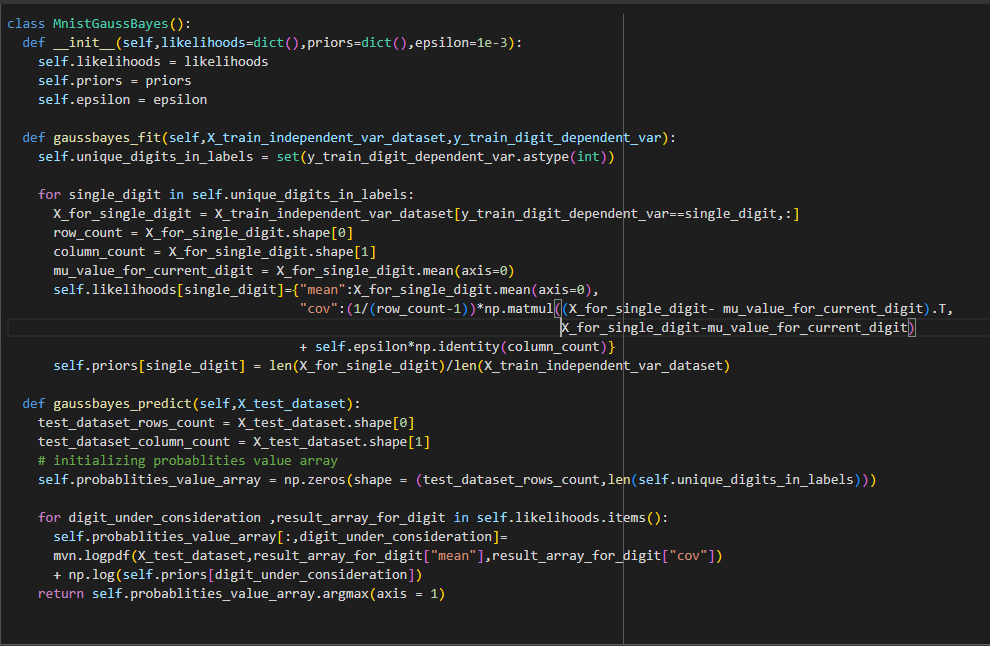 class MnistGaussBayes():
  def __init__(self,likelihoods=dict(),priors=dict(),epsilon=1e-3):
    self.likelihoods = likelihoods
    self.priors = priors
    self.epsilon = epsilon

  def gaussbayes_fit(self,X_train_independent_var_dataset,y_train_digit_dependent_var):
    self.unique_digits_in_labels = set(y_train_digit_dependent_var.astype(int))

    for single_digit in self.unique_digits_in_labels:
      X_for_single_digit = X_train_independent_var_dataset[y_train_digit_dependent_var==single_digit,:]
      row_count = X_for_single_digit.shape[0]
      column_count = X_for_single_digit.shape[1]
      mu_value_for_current_digit = X_for_single_digit.mean(axis=0)
      self.likelihoods[single_digit]={"mean":X_for_single_digit.mean(axis=0),
                                      "cov":(1/(row_count-1))*np.matmul((X_for_single_digit- mu_value_for_current_digit).T,
                                                                        X_for_single_digit-mu_value_for_current_digit)
                                      + self.epsilon*np.identity(column_count)}
      self.priors[single_digit] = len(X_for_single_digit)/len(X_train_independent_var_dataset)

  def gaussbayes_predict(self,X_test_dataset):
    test_dataset_rows_count = X_test_dataset.shape[0]
    test_dataset_column_count = X_test_dataset.shape[1]
    # initializing probablities value array
    self.probablities_value_array = np.zeros(shape = (test_dataset_rows_count,len(self.unique_digits_in_labels)))

    for digit_under_consideration ,result_array_for_digit in self.likelihoods.items():
      self.probablities_value_array[:,digit_under_consideration]=
      mvn.logpdf(X_test_dataset,result_array_for_digit["mean"],result_array_for_digit["cov"])
      + np.log(self.priors[digit_under_consideration])
    return self.probablities_value_array.argmax(axis = 1)